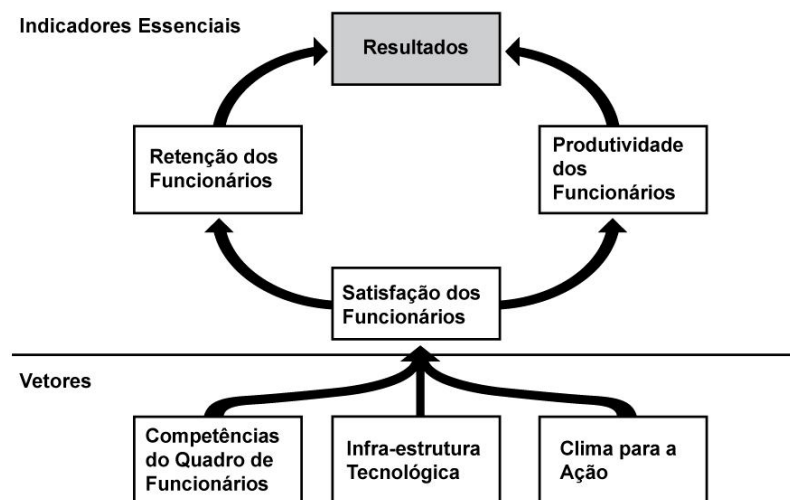 Indicadores Essenciais
Resultados
Retenção dos
Funcionários
Produtividade
dos
Funcionários
Satisfação dos
Funcionários
Vetores
Competências
do Quadro de
Funcionários
Infra-estrutura
Tecnológica
Clima para a
Ação